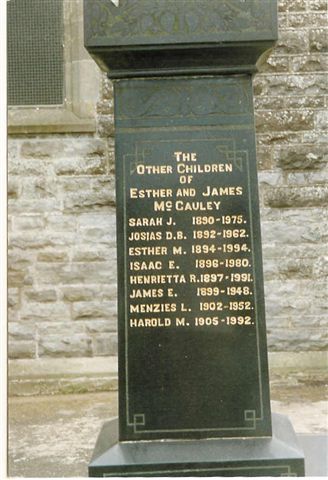 THE
OTHER CHILDREN
OF
ESTHER AND JAMES
McCAULEY
SARAH J. 1890-1975.
JOSIAS D.B. 1892-1962.
ESTHER M. 1894-1994.
ISAAC E. 1896-1980.
HENRIETTA R. 1897-1991.
JAMES E. 1899-1948.
MENZIES L. 1902-1952.
HAROLD M. 1905-1992.